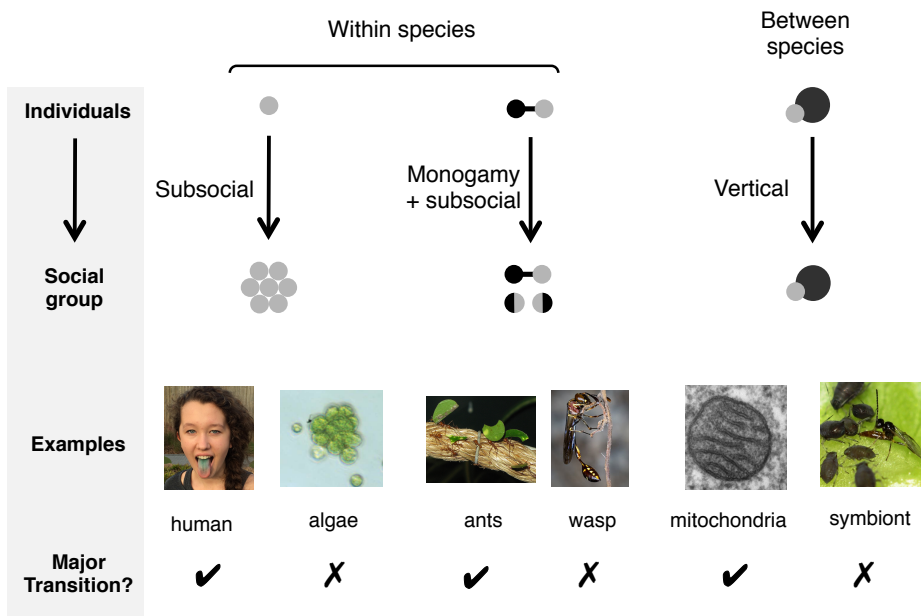 Within species
Between
species
Individuals
Subsocial
Monogamy
+ subsocial
Vertical
Social
group
Examples
human
algae
ants
wasp
mitochondria
symbiont
Major
Transition?
✔ ✗ ✔ ✗ ✔ ✗